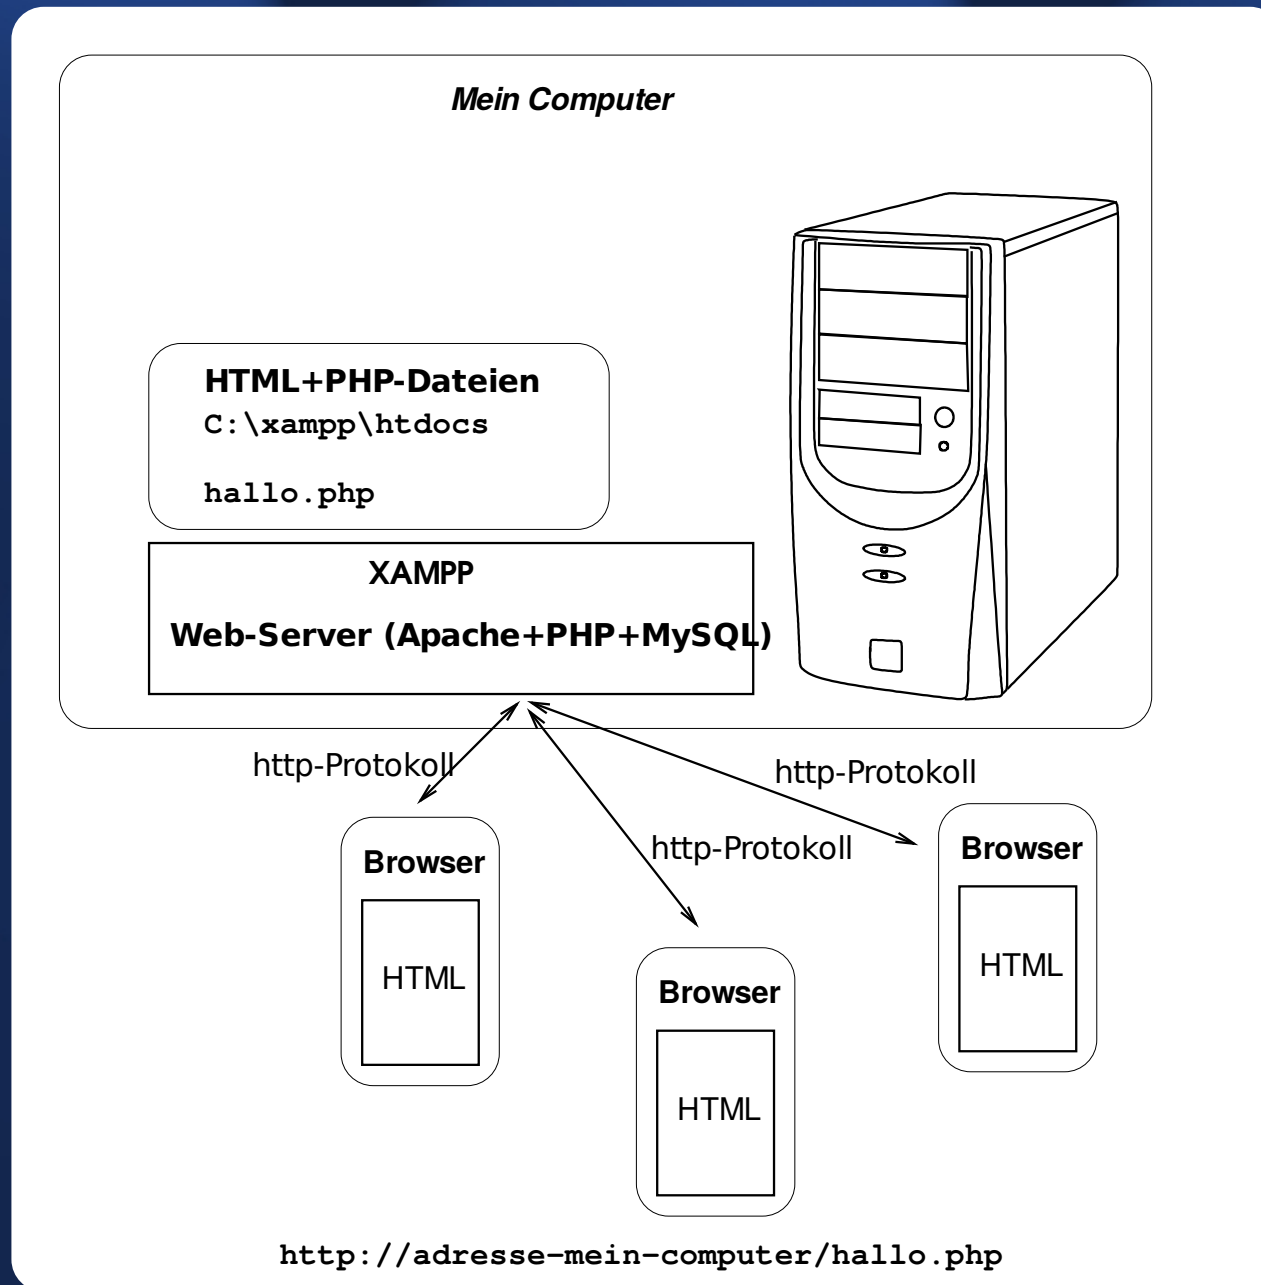 Mein Computer
HTML+PHP-Dateien
C:\xampp\htdocs
hallo.php
XAMPP
Web-Server (Apache+PHP+MySQL)
http-Protokoll
http-Protokoll
http-Protokoll
Browser
HTML
Browser
HTML
Browser
HTML
http://adresse-mein-computer/hallo.php